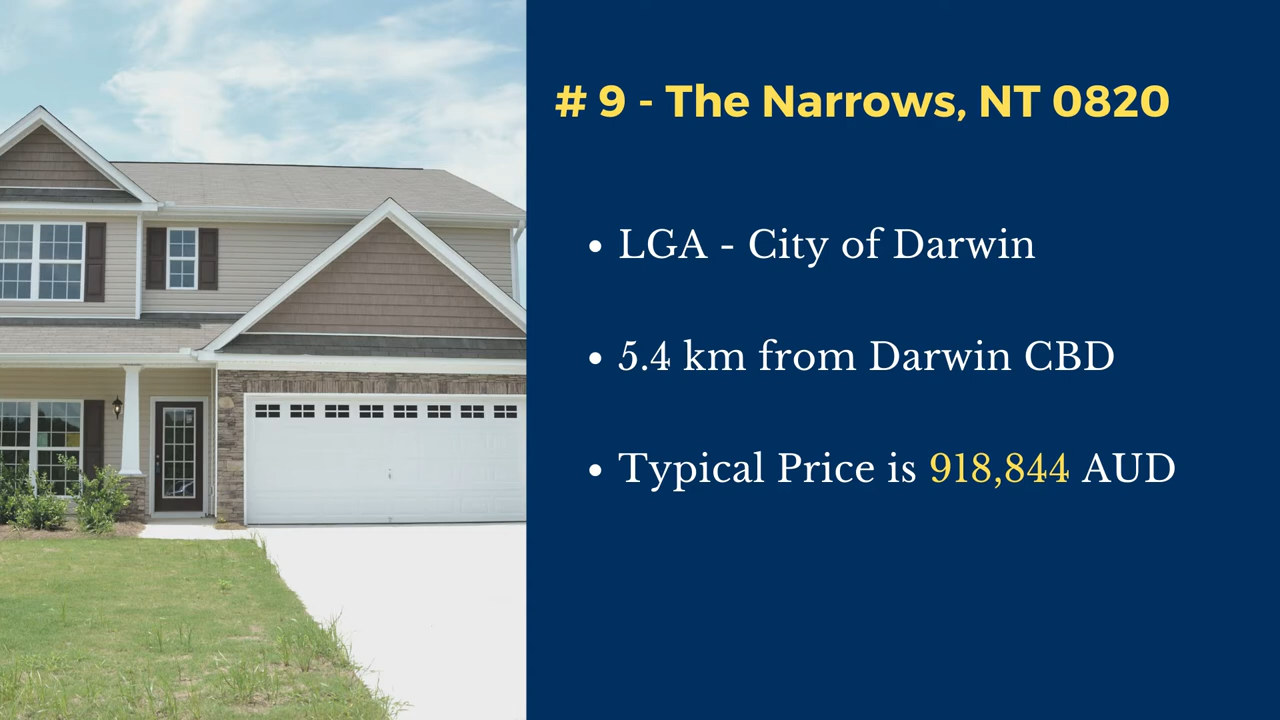 # 9 - The Narrows, NT 0820
• LGA - City of Darwin
• 5.4 km from Darwin CBD
• Typical Price is 918,844 AUD